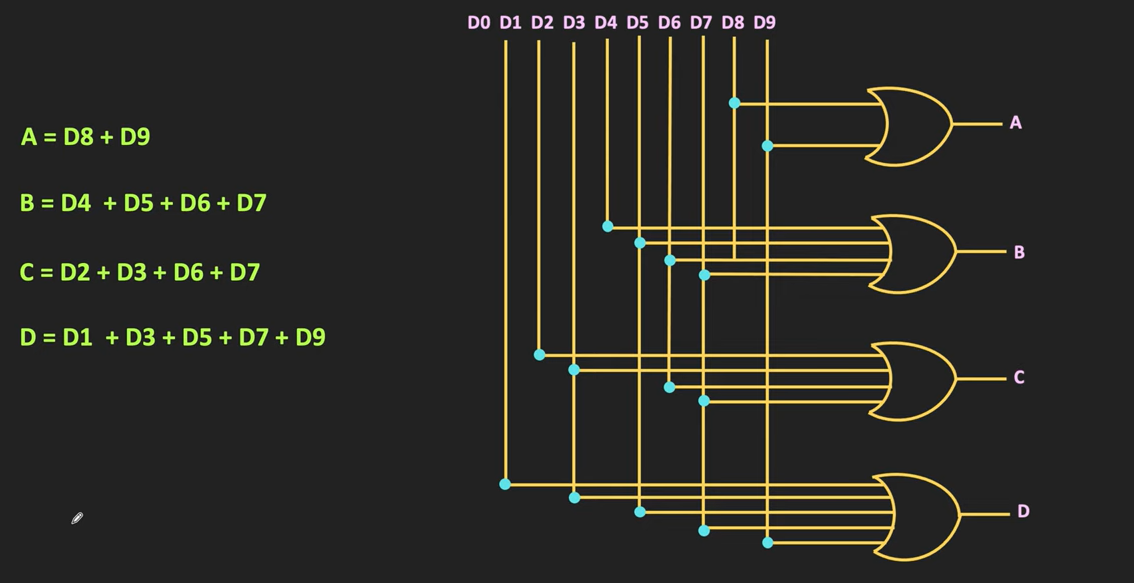 D0 D1 D2 D3 D4 D5 D6 D7 D8 D9
A = D8 + D9
A
B = D4 + D5 + D6 + D7
B
C = D2 + D3 + D6 + D7
C
D = D1 + D3 + D5 + D7 + D9
D